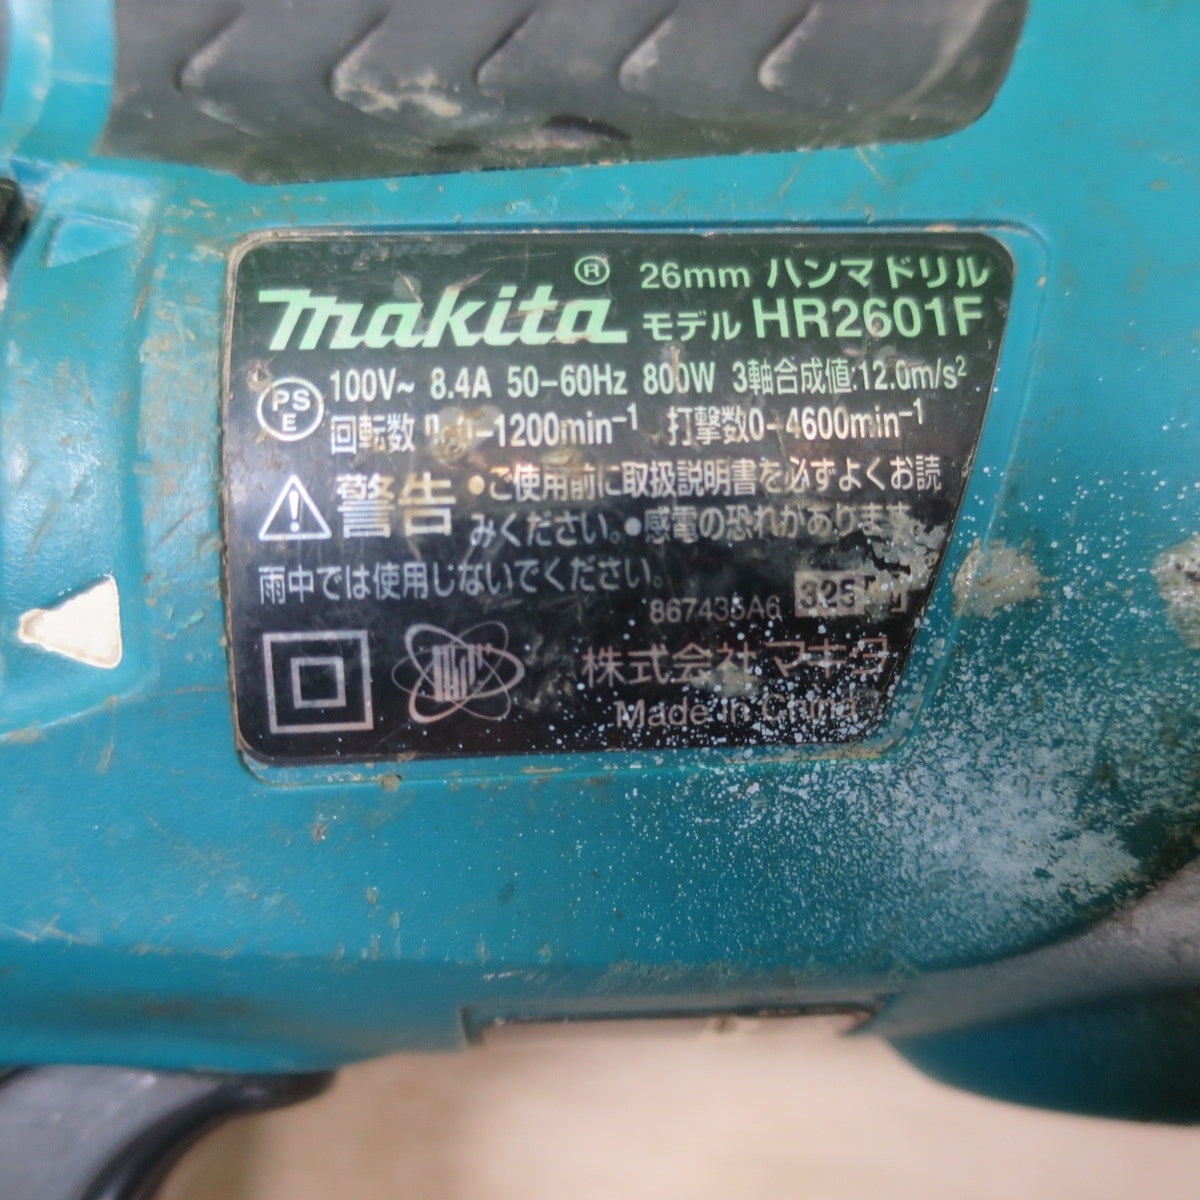 makita®
26mm ハンマドリル
モデル HR2601F
PS
E
100V~ 8.4A 50-60Hz 800W 3軸合成値:12.0m/s²
回転数 -1200min⁻¹ 打撃数0-4600min⁻¹
警告 •ご使用前に取扱説明書を必ずよくお読
みください。•感電の恐れがあります。
雨中では使用しないでください。
867435A6 325
株式会社マキタ
Made in China